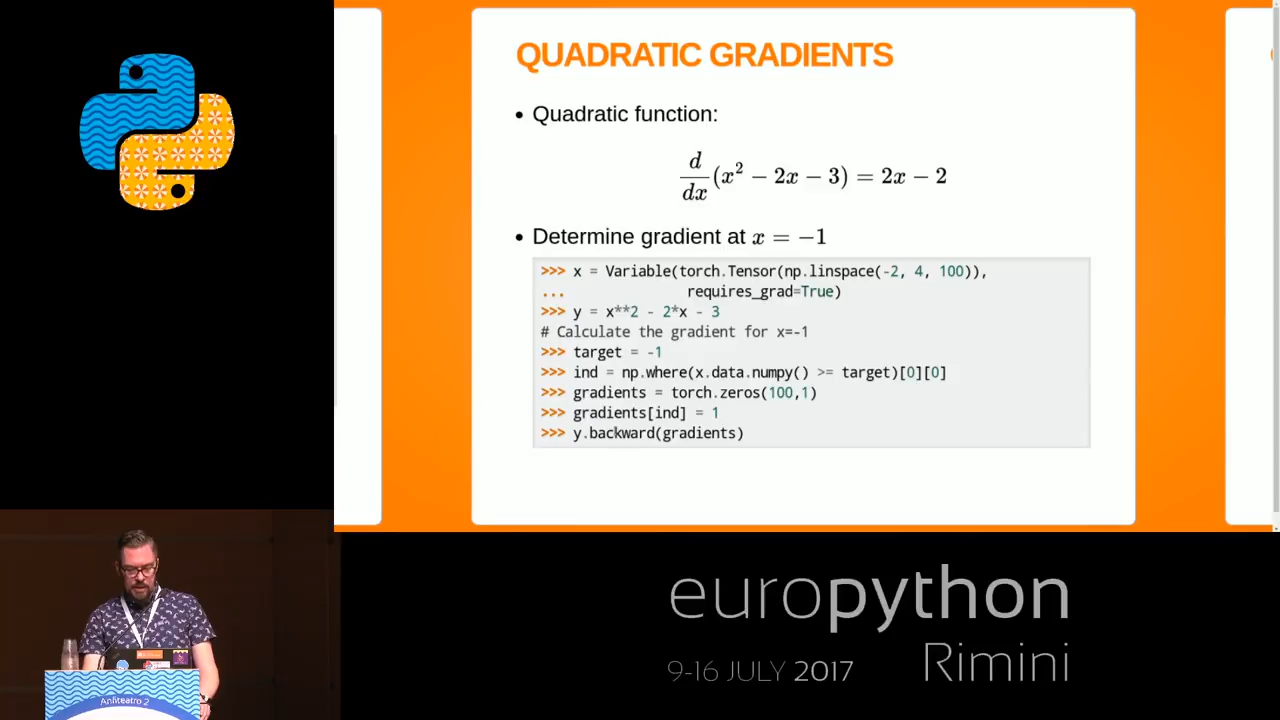 QUADRATIC GRADIENTS
• Quadratic function:
d/dx (x² − 2x − 3) = 2x − 2
• Determine gradient at x = −1
>>> x = Variable(torch.Tensor(np.linspace(-2, 4, 100)),
... requires_grad=True)
>>> y = x**2 - 2*x - 3
# Calculate the gradient for x=-1
>>> target = -1
>>> ind = np.where(x.data.numpy() >= target)[0][0]
>>> gradients = torch.zeros(100,1)
>>> gradients[ind] = 1
>>> y.backward(gradients)
europython
9-16 JULY 2017
Rimini
Anfiteatro 2